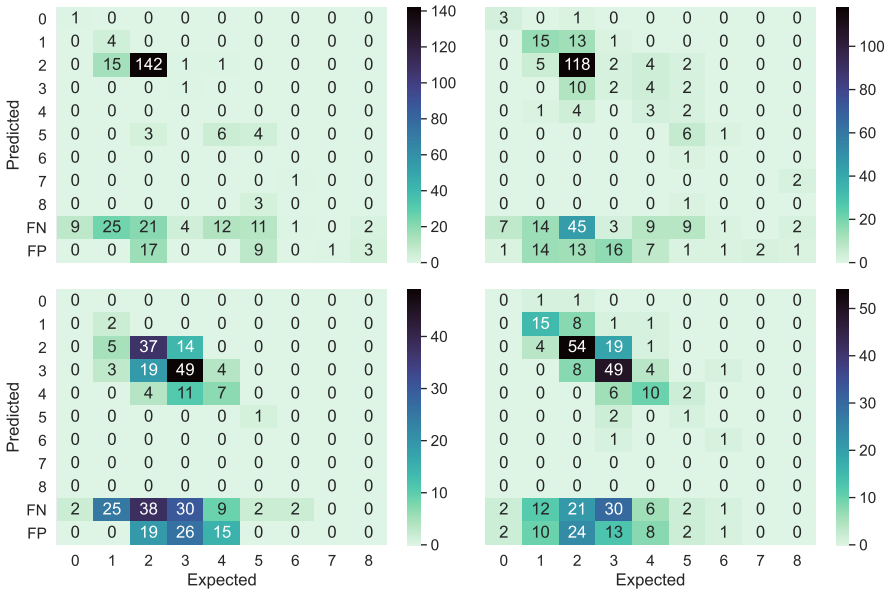 0 1 0 0 0 0 0 0 0 0
1 0 4 0 0 0 0 0 0 0
2 0 15 142 1 1 0 0 0 0
3 0 0 0 1 0 0 0 0 0
4 0 0 0 0 0 0 0 0 0
5 0 0 3 0 6 4 0 0 0
6 0 0 0 0 0 0 0 0 0
7 0 0 0 0 0 0 1 0 0
8 0 0 0 0 0 3 0 0 0
FN 9 25 21 4 12 11 1 0 2
FP 0 0 17 0 0 9 0 1 3
Predicted
140
120
100
80
60
40
20
0
3 0 1 0 0 0 0 0 0
0 15 13 1 0 0 0 0 0
0 5 118 2 4 2 0 0 0
0 0 10 2 4 2 0 0 0
0 1 4 0 3 2 0 0 0
0 0 0 0 0 6 1 0 0
0 0 0 0 0 1 0 0 0
0 0 0 0 0 0 0 0 2
0 0 0 0 0 1 0 0 0
7 14 45 3 9 9 1 0 2
1 14 13 16 7 1 1 2 1
100
80
60
40
20
0
0 0 0 0 0 0 0 0 0 0
1 0 2 0 0 0 0 0 0 0
2 0 5 37 14 0 0 0 0 0
3 0 3 19 49 4 0 0 0 0
4 0 0 4 11 7 0 0 0 0
5 0 0 0 0 0 1 0 0 0
6 0 0 0 0 0 0 0 0 0
7 0 0 0 0 0 0 0 0 0
8 0 0 0 0 0 0 0 0 0
FN 2 25 38 30 9 2 2 0 0
FP 0 0 19 26 15 0 0 0 0
0 1 2 3 4 5 6 7 8
Predicted
Expected
40
30
20
10
0
0 1 1 0 0 0 0 0 0
0 15 8 1 1 0 0 0 0
0 4 54 19 1 0 0 0 0
0 0 8 49 4 0 1 0 0
0 0 0 6 10 2 0 0 0
0 0 0 2 0 1 0 0 0
0 0 0 1 0 0 1 0 0
0 0 0 0 0 0 0 0 0
0 0 0 0 0 0 0 0 0
2 12 21 30 6 2 1 0 0
2 10 24 13 8 2 1 0 0
0 1 2 3 4 5 6 7 8
Expected
50
40
30
20
10
0